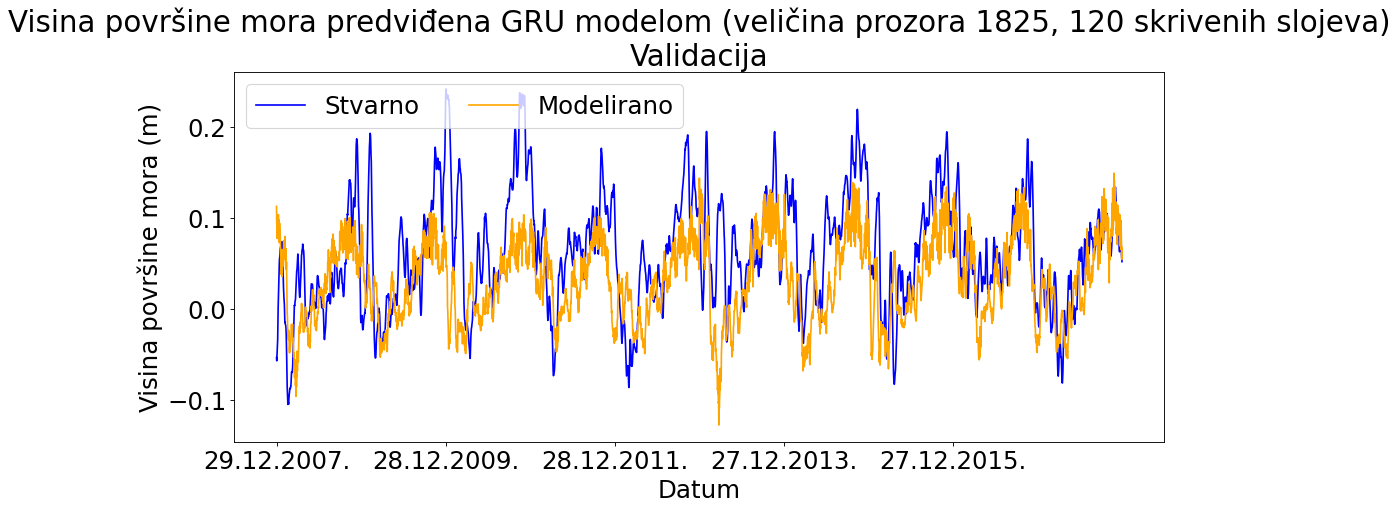 Visina površine mora predviđena GRU modelom (veličina prozora 1825, 120 skrivenih slojeva)
Validacija
Stvarno Modelirano
Visina površine mora (m)
0.2
0.1
0.0
−0.1
29.12.2007. 28.12.2009. 28.12.2011. 27.12.2013. 27.12.2015.
Datum